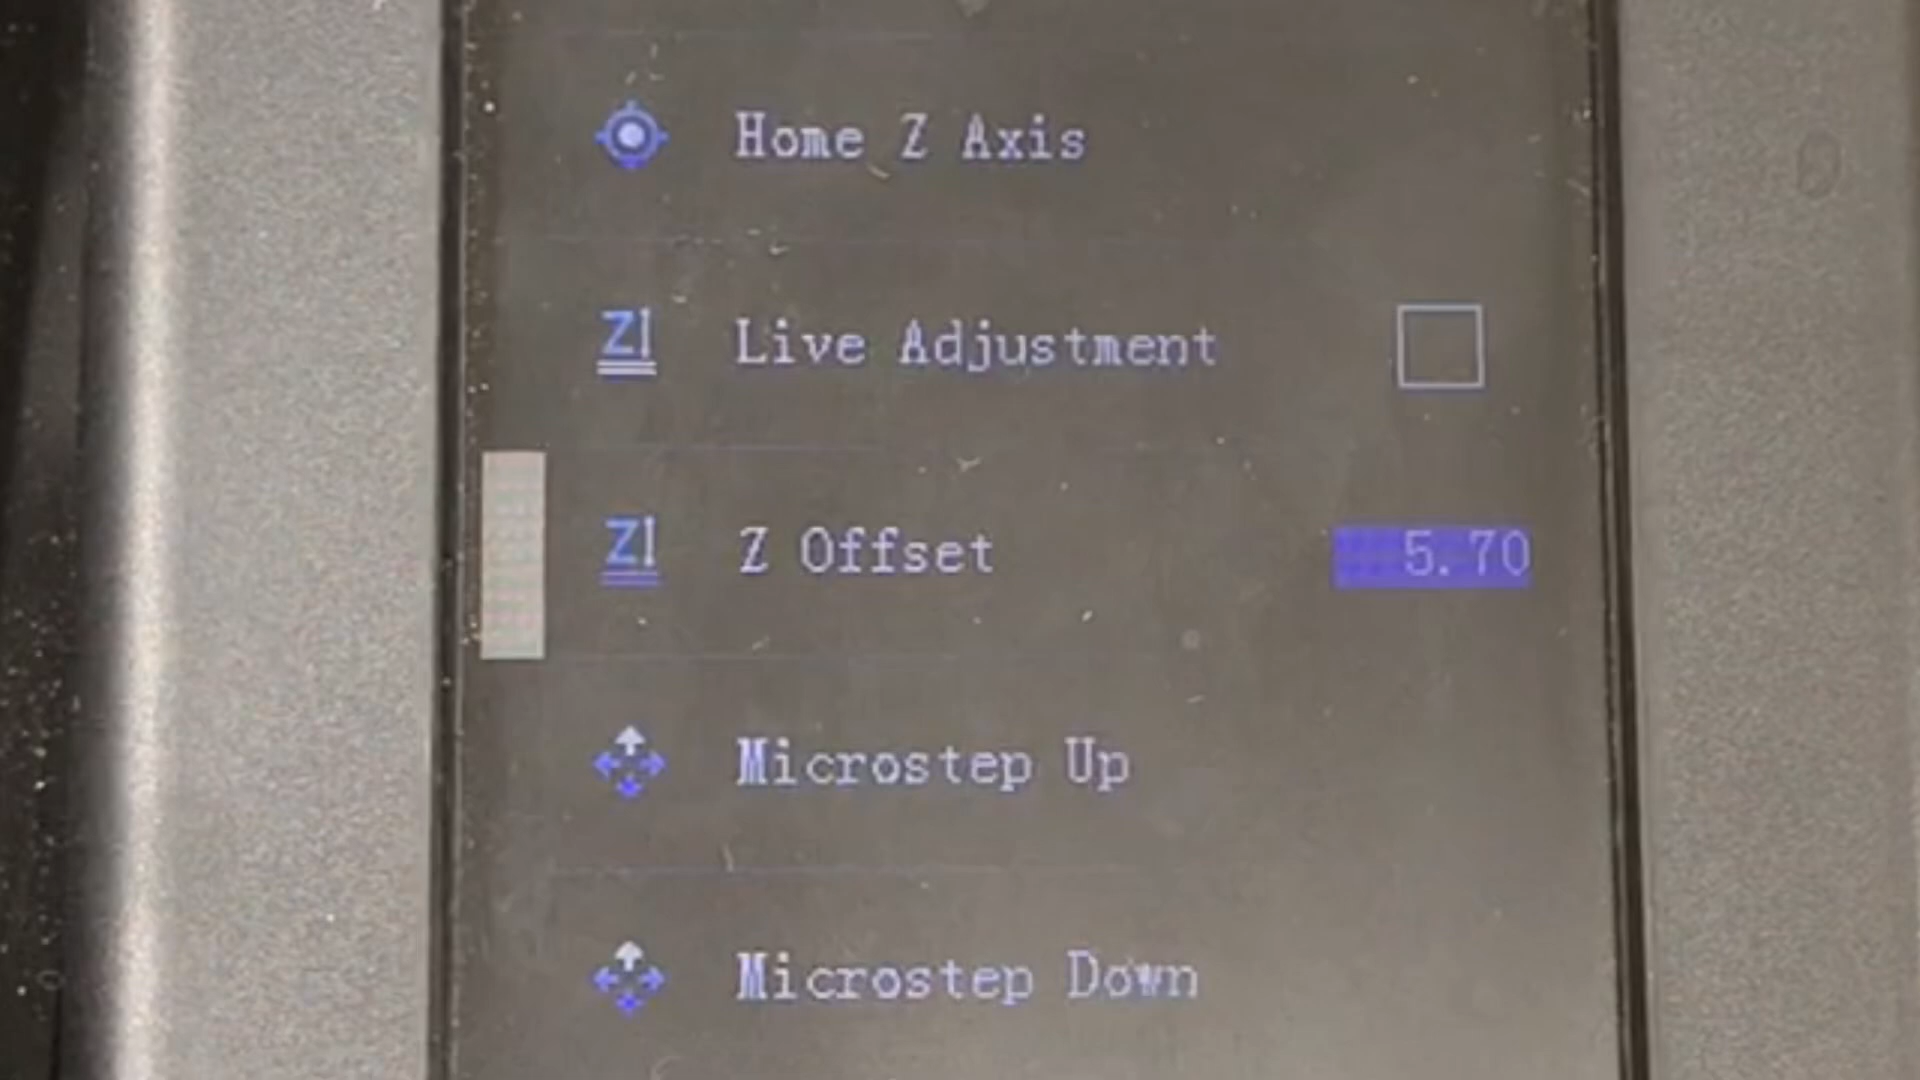 Home Z Axis
Live Adjustment
Z Offset 5.70
Microstep Up
Microstep Down